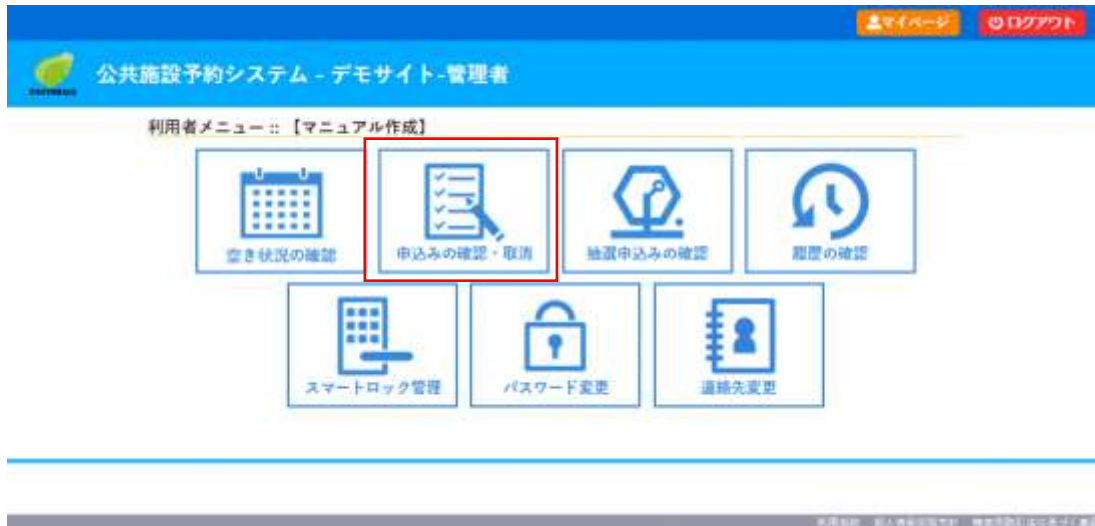 マイページ ログアウト
公共施設予約システム - デモサイト-管理者
利用者メニュー :: 【マニュアル作成】
空き状況の確認 申込みの確認・取消 抽選申込みの確認 履歴の確認
スマートロック管理 パスワード変更 連絡先変更